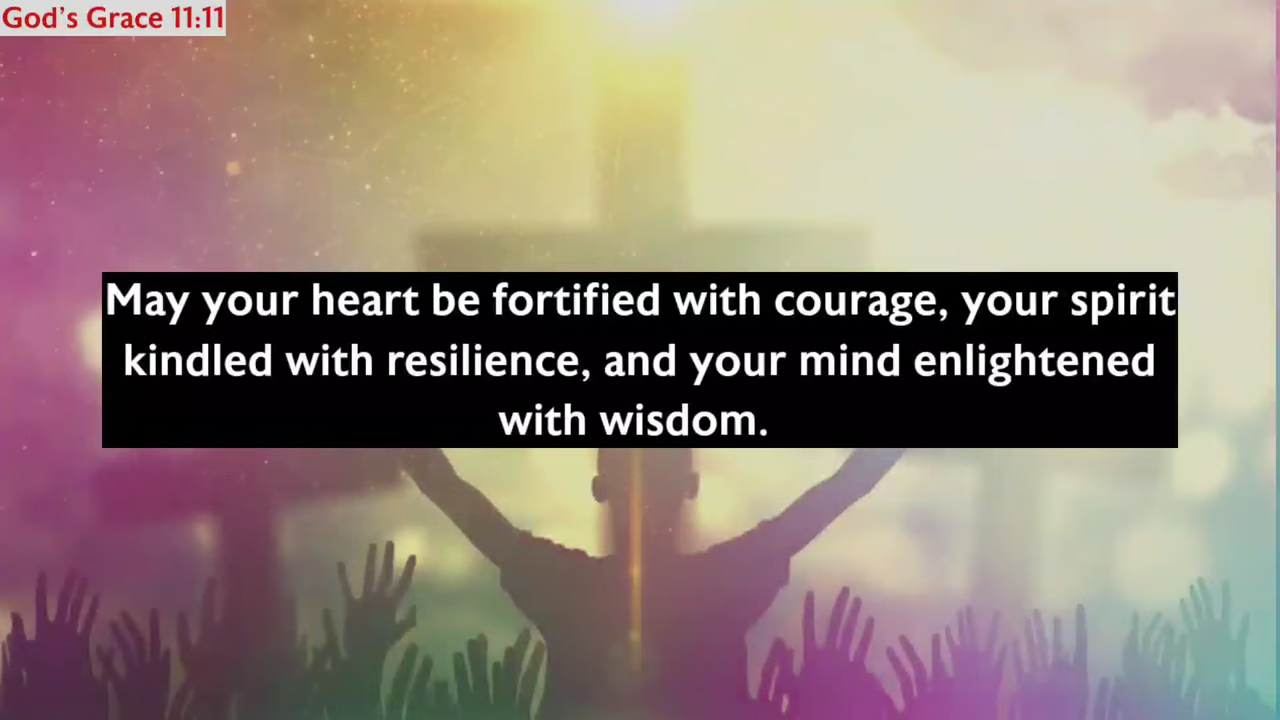 God's Grace 11:11
May your heart be fortified with courage, your spirit
kindled with resilience, and your mind enlightened
with wisdom.